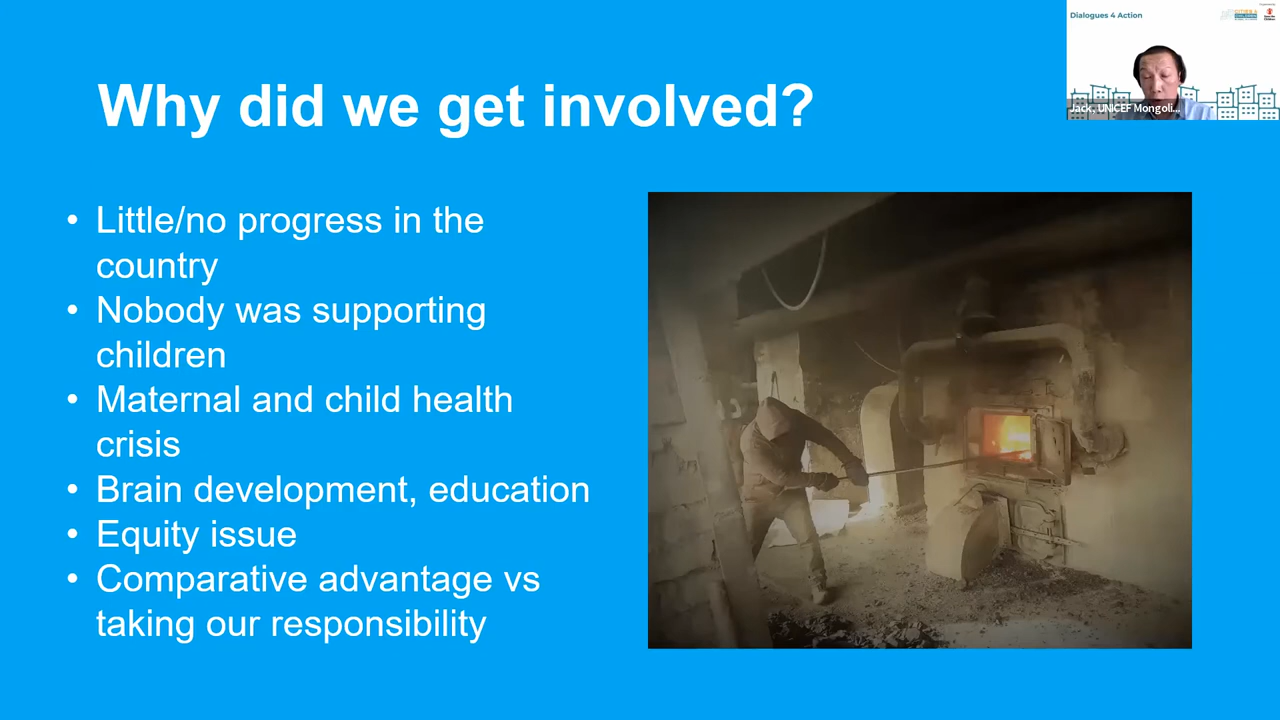 Why did we get involved?
• Little/no progress in the
country
• Nobody was supporting
children
• Maternal and child health
crisis
• Brain development, education
• Equity issue
• Comparative advantage vs
taking our responsibility
Dialogues 4 Action
Jack, UNICEF Mongoli...